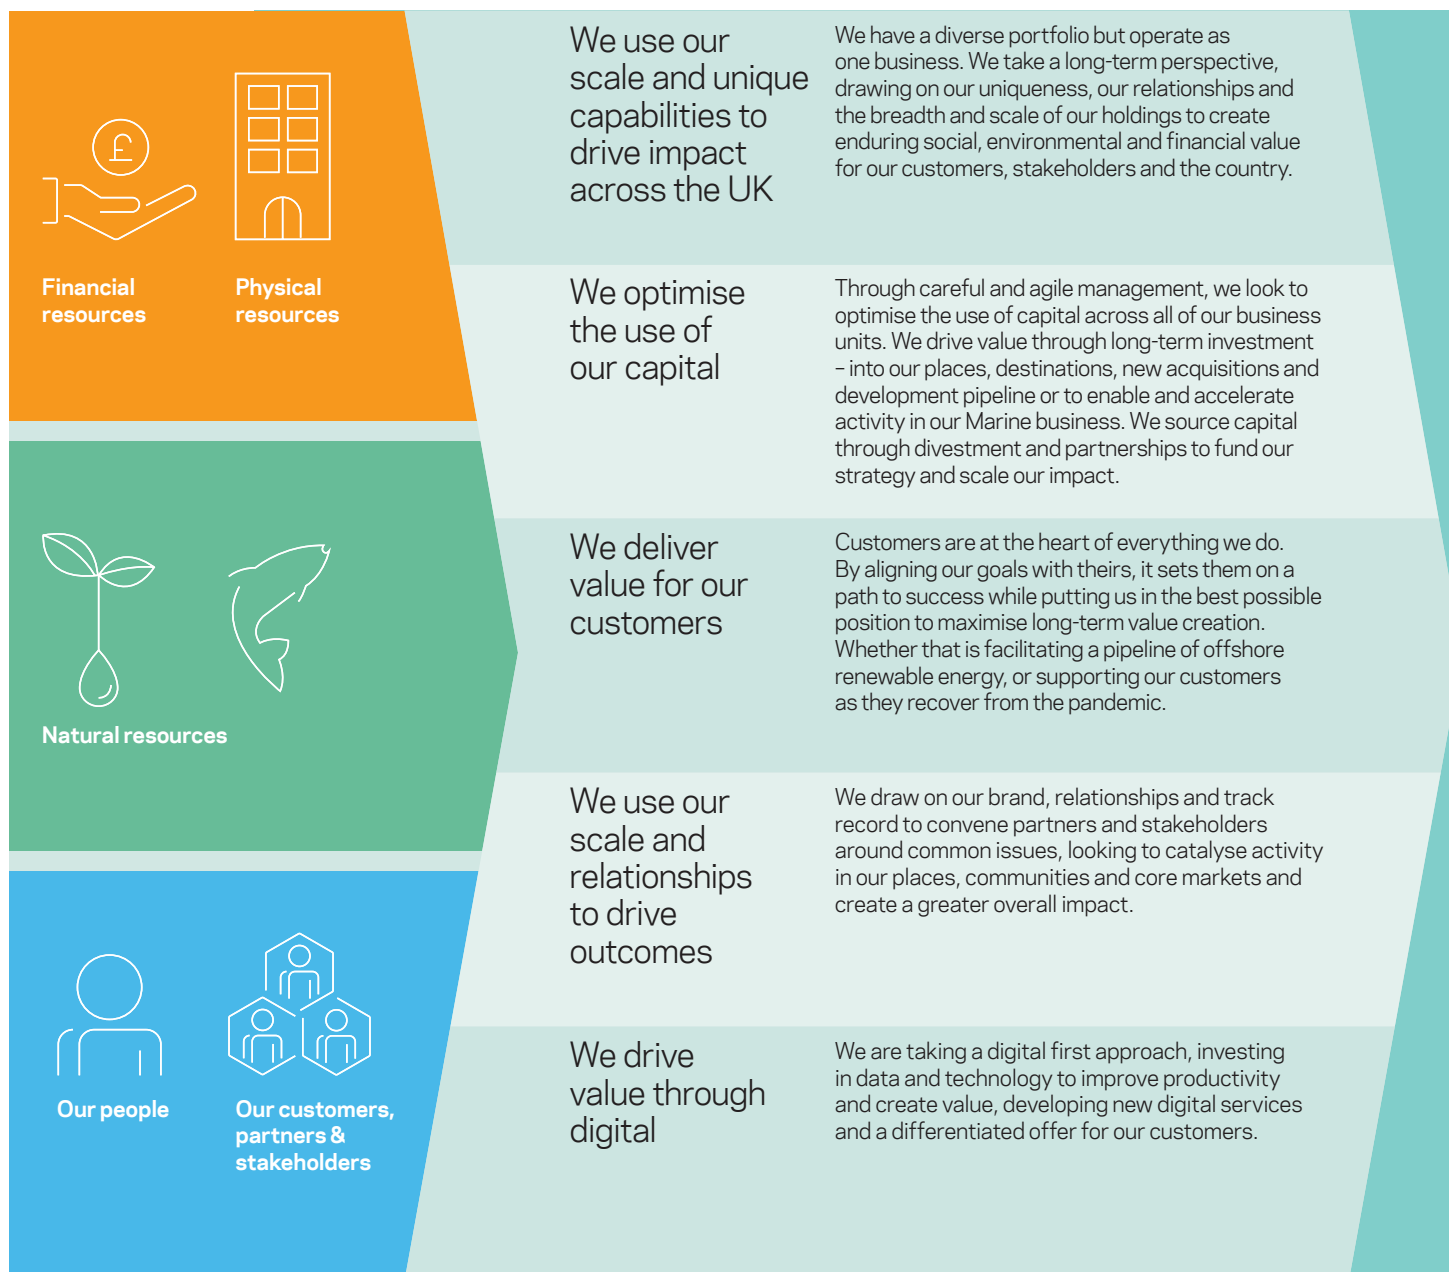 £
Financial
resources
Physical
resources
Natural resources
Our people
Our customers,
partners &
stakeholders
We use our
scale and unique
capabilities to
drive impact
across the UK
We have a diverse portfolio but operate as
one business. We take a long-term perspective,
drawing on our uniqueness, our relationships and
the breadth and scale of our holdings to create
enduring social, environmental and financial value
for our customers, stakeholders and the country.
We optimise
the use of
our capital
Through careful and agile management, we look to
optimise the use of capital across all of our business
units. We drive value through long-term investment
– into our places, destinations, new acquisitions and
development pipeline or to enable and accelerate
activity in our Marine business. We source capital
through divestment and partnerships to fund our
strategy and scale our impact.
We deliver
value for our
customers
Customers are at the heart of everything we do.
By aligning our goals with theirs, it sets them on a
path to success while putting us in the best possible
position to maximise long-term value creation.
Whether that is facilitating a pipeline of offshore
renewable energy, or supporting our customers
as they recover from the pandemic.
We use our
scale and
relationships
to drive
outcomes
We draw on our brand, relationships and track
record to convene partners and stakeholders
around common issues, looking to catalyse activity
in our places, communities and core markets and
create a greater overall impact.
We drive
value through
digital
We are taking a digital first approach, investing
in data and technology to improve productivity
and create value, developing new digital services
and a differentiated offer for our customers.